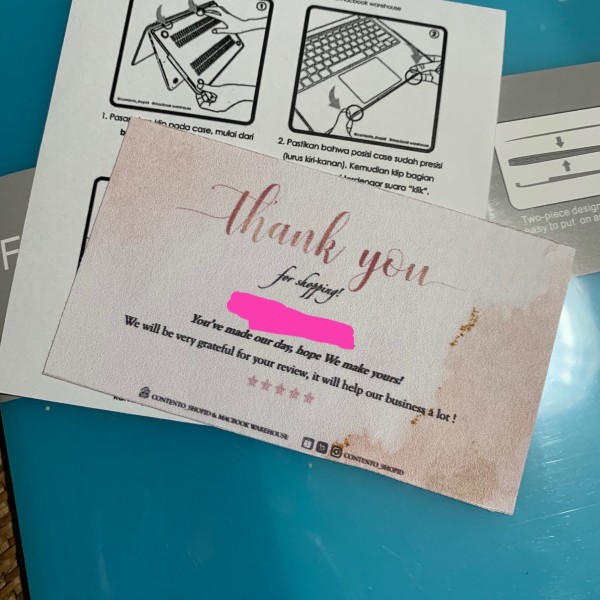 macbook warehouse
1
2
1. Pasang klip pada case, mulai dari
2. Pastikan bahwa posisi case sudah presisi
(lurus kiri-kanan). Kemudian klip bagian
terdengar suara "klik".
Two-piece design
easy to put on
F
thank you
for shopping!
You've made our day, hope We make yours!
We will be very grateful for your review, it will help our business a lot !
CONTENTO_SHOPID & MACBOOK WAREHOUSE
CONTENTO_SHOPID